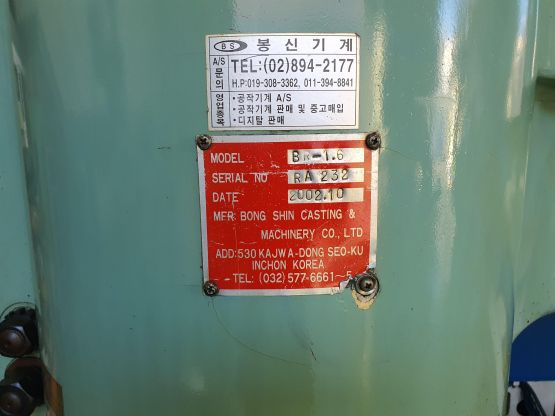 BS 봉신기계
A/S 문의
TEL:(02)894-2177
H.P:019-308-3362, 011-394-8841
영업종목
• 공작기계 A/S
• 공작기계 판매 및 중고매입
• 디지탈 판매
MODEL BR-1.6
SERIAL NO RA 232
DATE 2002.10
MFR: BONG SHIN CASTING &
MACHINERY CO., LTD
ADD:530 KAJWA-DONG SEO-KU
INCHON KOREA
TEL: (032) 577-6661~5